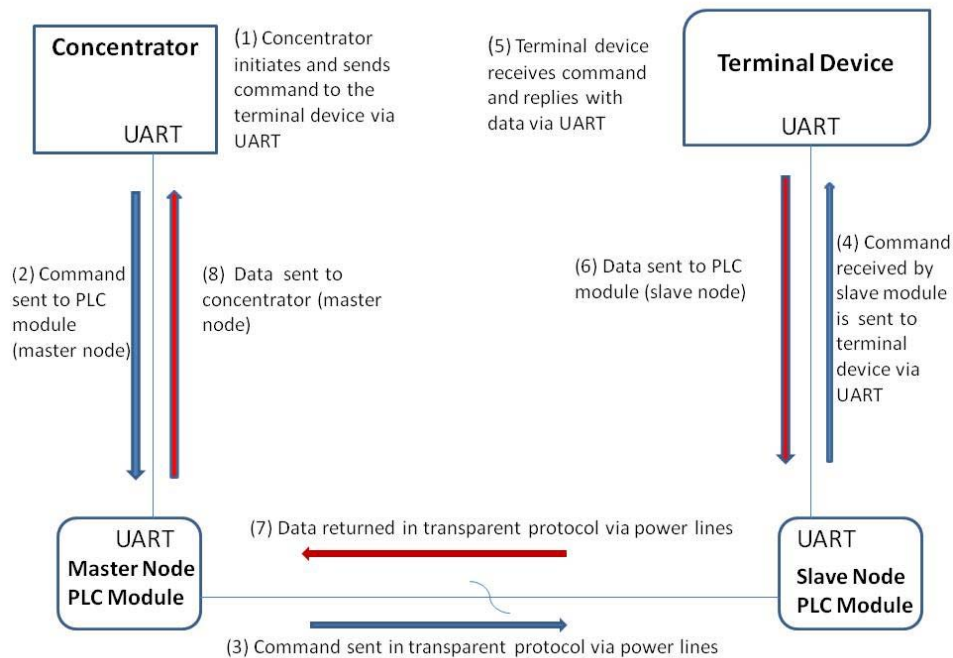 Concentrator
UART
(1) Concentrator
initiates and sends
command to the
terminal device via
UART
(5) Terminal device
receives command
and replies with
data via UART
Terminal Device
UART
(2) Command
sent to PLC
module
(master node)
(8) Data sent to
concentrator (master
node)
(6) Data sent to PLC
module (slave node)
(4) Command
received by
slave module
is sent to
terminal
device via
UART
UART
Master Node
PLC Module
(7) Data returned in transparent protocol via power lines
(3) Command sent in transparent protocol via power lines
UART
Slave Node
PLC Module